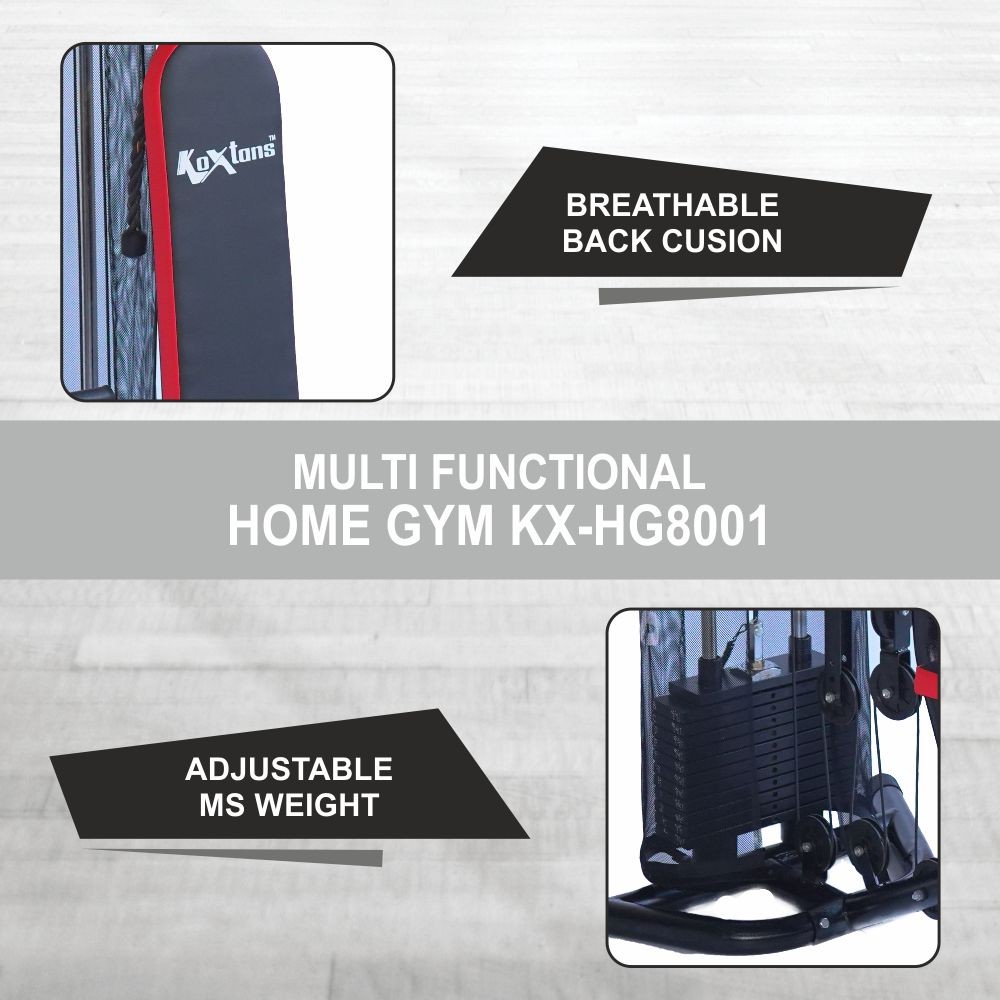 KoXtons™
BREATHABLE
BACK CUSION
MULTI FUNCTIONAL
HOME GYM KX-HG8001
ADJUSTABLE
MS WEIGHT